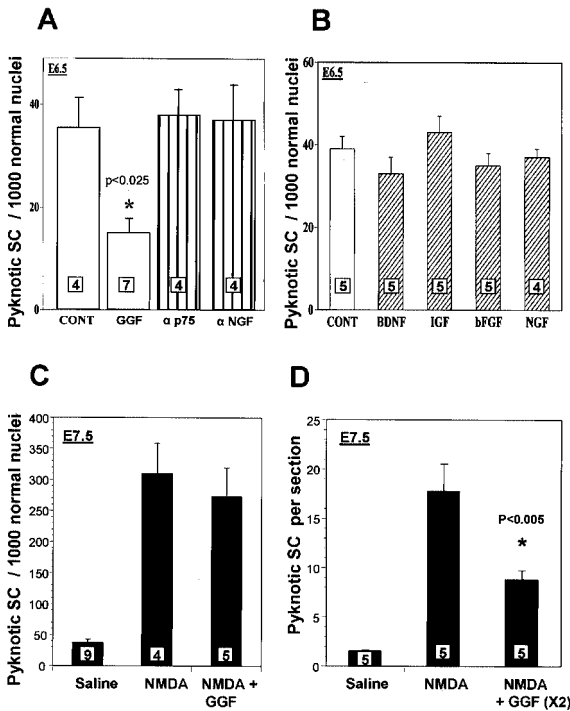 A
E6.5
Pyknotic SC / 1000 normal nuclei
40
20
0
p<0.025
*
4
7
4
4
CONT
GGF
α p75
α NGF
B
E6.5
Pyknotic SC / 1000 normal nuclei
60
40
20
0
5
5
5
5
4
CONT
BDNF
IGF
bFGF
NGF
C
E7.5
Pyknotic SC / 1000 normal nuclei
400
350
300
250
200
150
100
50
0
9
4
5
Saline
NMDA
NMDA +
GGF
D
E7.5
Pyknotic SC per section
25
20
15
10
5
0
P<0.005
*
5
5
5
Saline
NMDA
NMDA
+ GGF (X2)